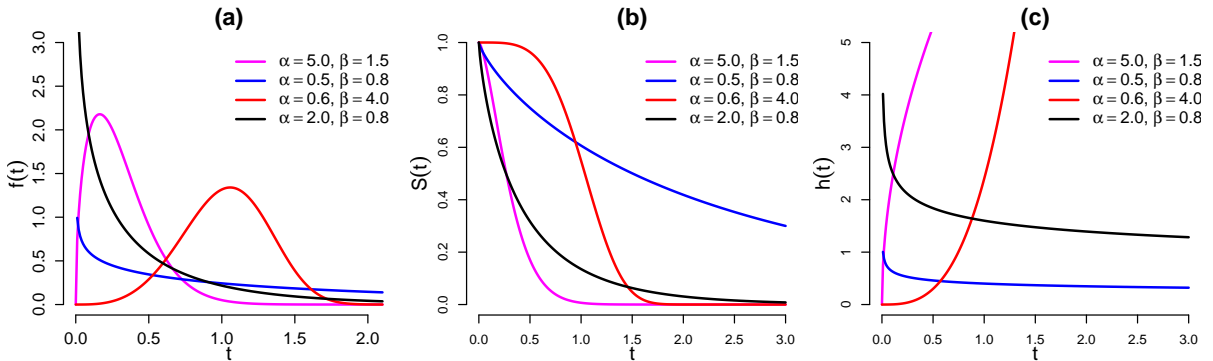 (a)
f(t)
3.0
2.5
2.0
1.5
1.0
0.5
0.0
α = 5.0, β = 1.5
α = 0.5, β = 0.8
α = 0.6, β = 4.0
α = 2.0, β = 0.8
0.0 0.5 1.0 1.5 2.0
t
(b)
S(t)
1.0
0.8
0.6
0.4
0.2
0.0
α = 5.0, β = 1.5
α = 0.5, β = 0.8
α = 0.6, β = 4.0
α = 2.0, β = 0.8
0.0 0.5 1.0 1.5 2.0 2.5 3.0
t
(c)
h(t)
5
4
3
2
1
0
α = 5.0, β = 1.5
α = 0.5, β = 0.8
α = 0.6, β = 4.0
α = 2.0, β = 0.8
0.0 0.5 1.0 1.5 2.0 2.5 3.0
t